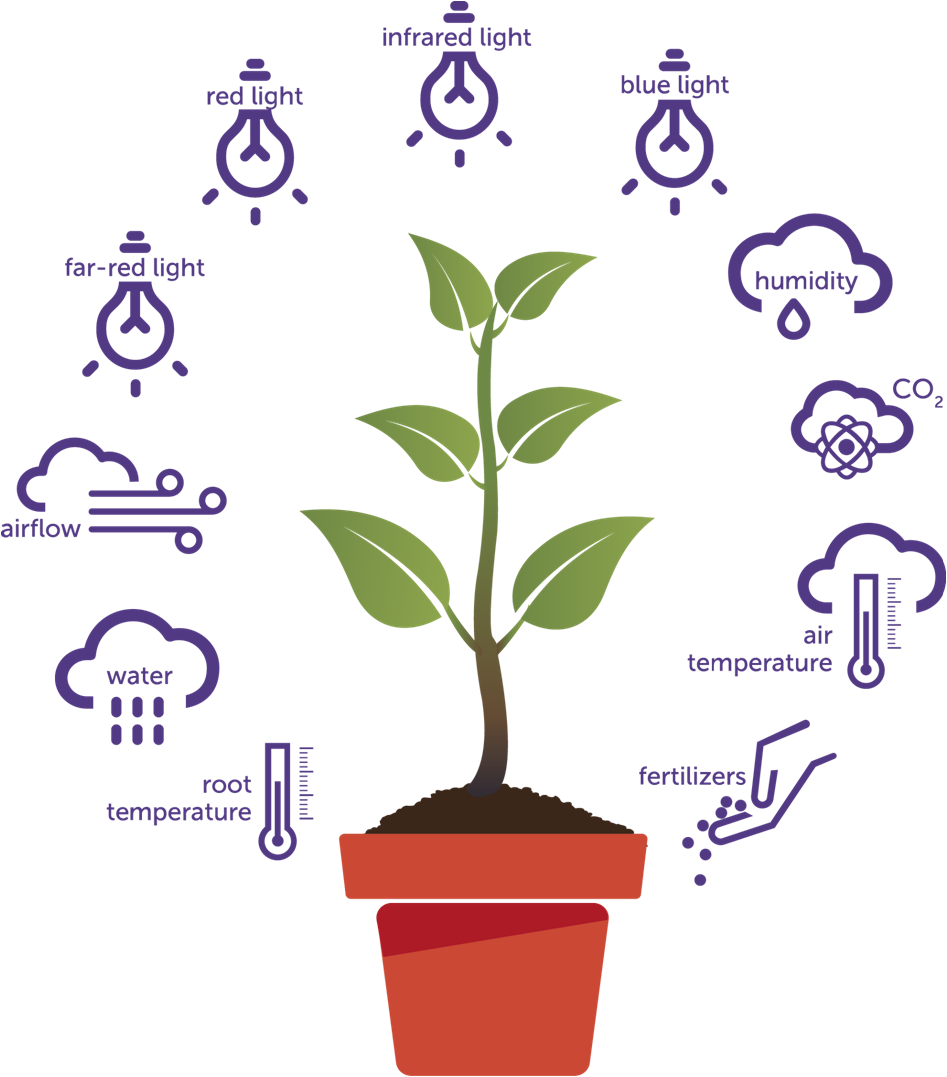 infrared light
blue light
red light
far-red light
humidity
CO₂
airflow
air
temperature
water
root
temperature
fertilizers